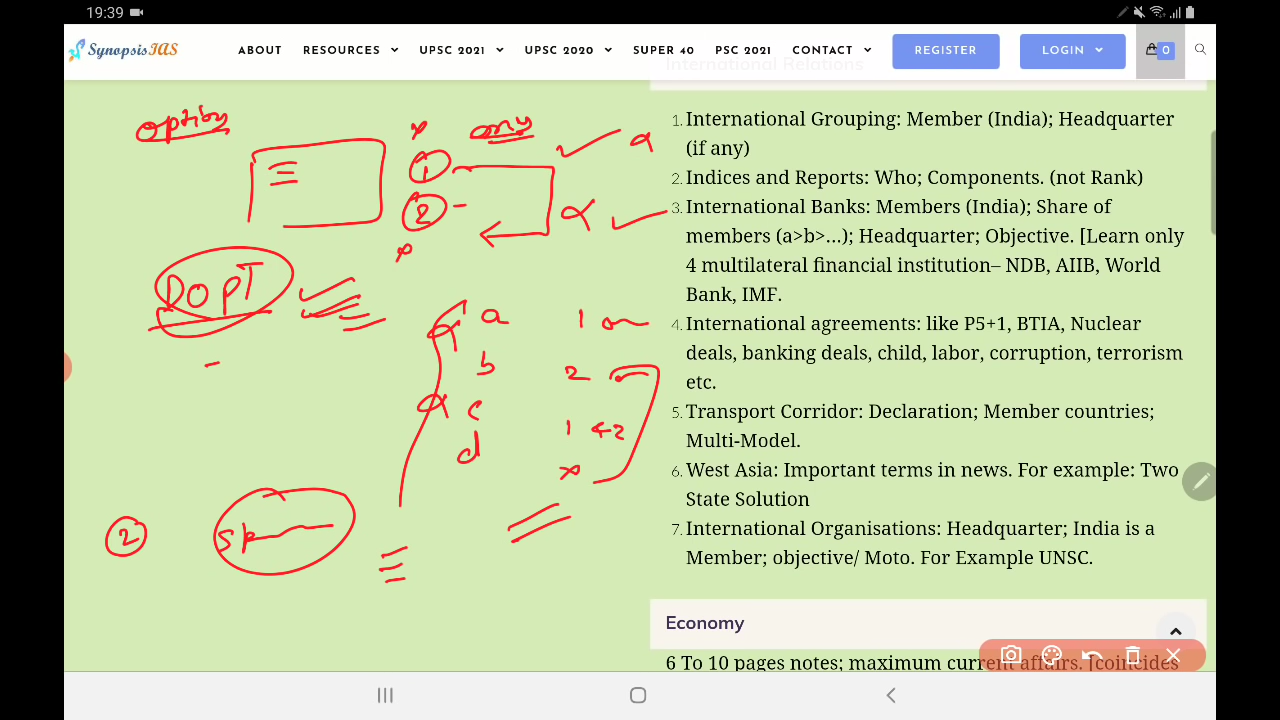 19:39
SynopsisIAS
ABOUT RESOURCES UPSC 2021 UPSC 2020 SUPER 40 PSC 2021 CONTACT REGISTER LOGIN 0
International Relations
1. International Grouping: Member (India); Headquarter
(if any)
2. Indices and Reports: Who; Components. (not Rank)
3. International Banks: Members (India); Share of
members (a>b>...); Headquarter; Objective. [Learn only
4 multilateral financial institution– NDB, AIIB, World
Bank, IMF.
4. International agreements: like P5+1, BTIA, Nuclear
deals, banking deals, child, labor, corruption, terrorism
etc.
5. Transport Corridor: Declaration; Member countries;
Multi-Model.
6. West Asia: Important terms in news. For example: Two
State Solution
7. International Organisations: Headquarter; India is a
Member; objective/ Moto. For Example UNSC.
Economy
6 To 10 pages notes; maximum current affairs. [coincides
1
2
DOPT
a 1
b 2
c 1 +2
d
2